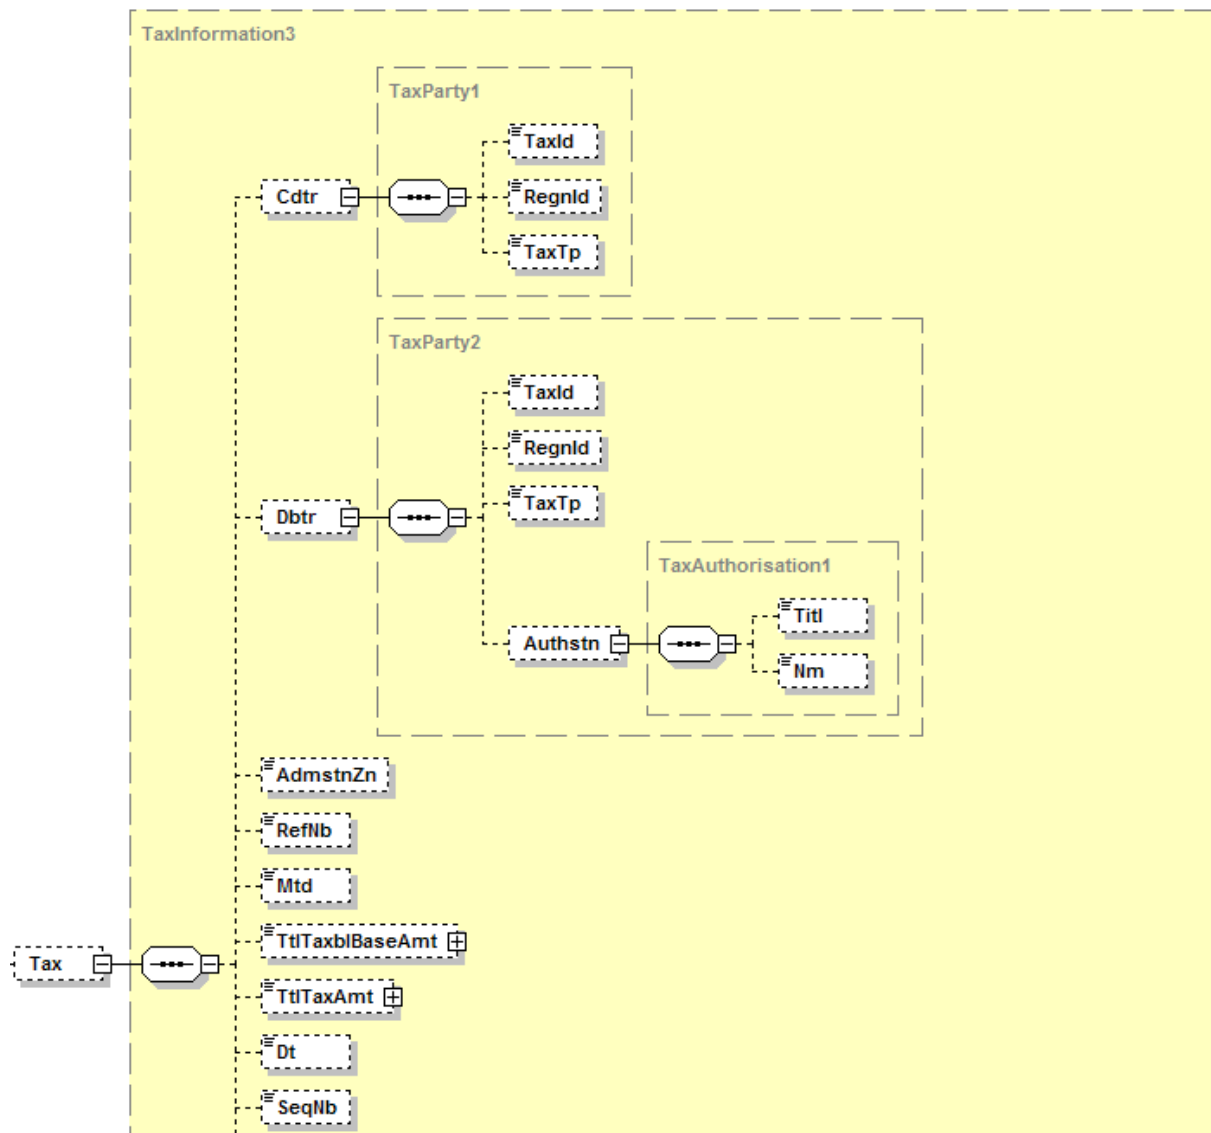 TaxInformation3
TaxParty1
TaxId
Cdtr
RegnId
TaxTp
TaxParty2
TaxId
RegnId
TaxTp
Dbtr
TaxAuthorisation1
Titl
Authstn
Nm
AdmstnZn
RefNb
Mtd
TtlTaxblBaseAmt
Tax
TtlTaxAmt
Dt
SeqNb